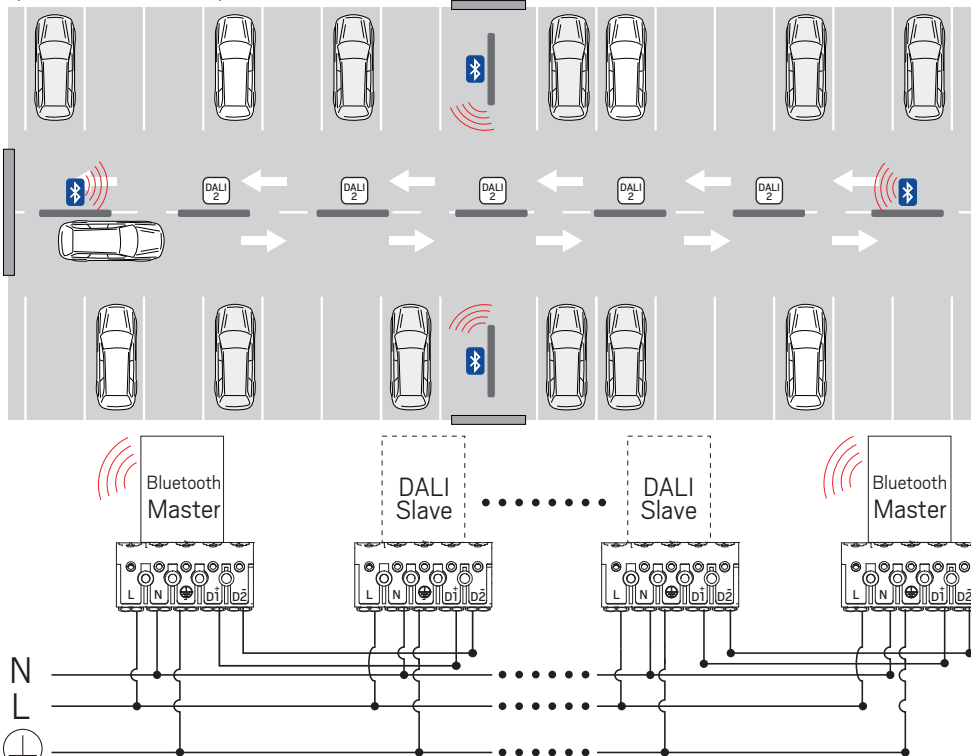 DALI
2
DALI
2
DALI
2
DALI
2
DALI
2
Bluetooth
Master
DALI
Slave
DALI
Slave
Bluetooth
Master
L N D1+ D2-
L N D1+ D2-
L N D1+ D2-
L N D1+ D2-
N
L